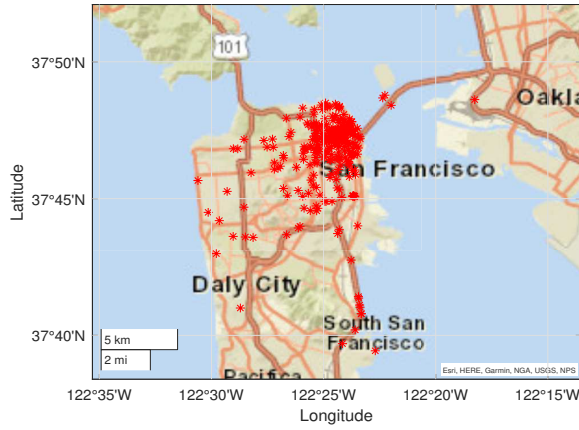 101
37°50'N
Oakla
San Francisco
37°45'N
Latitude
Daly City
37°40'N
South San
Francisco
5 km
2 mi
Pacifica
Esri, HERE, Garmin, NGA, USGS, NPS
122°35'W 122°30'W 122°25'W 122°20'W 122°15'W
Longitude